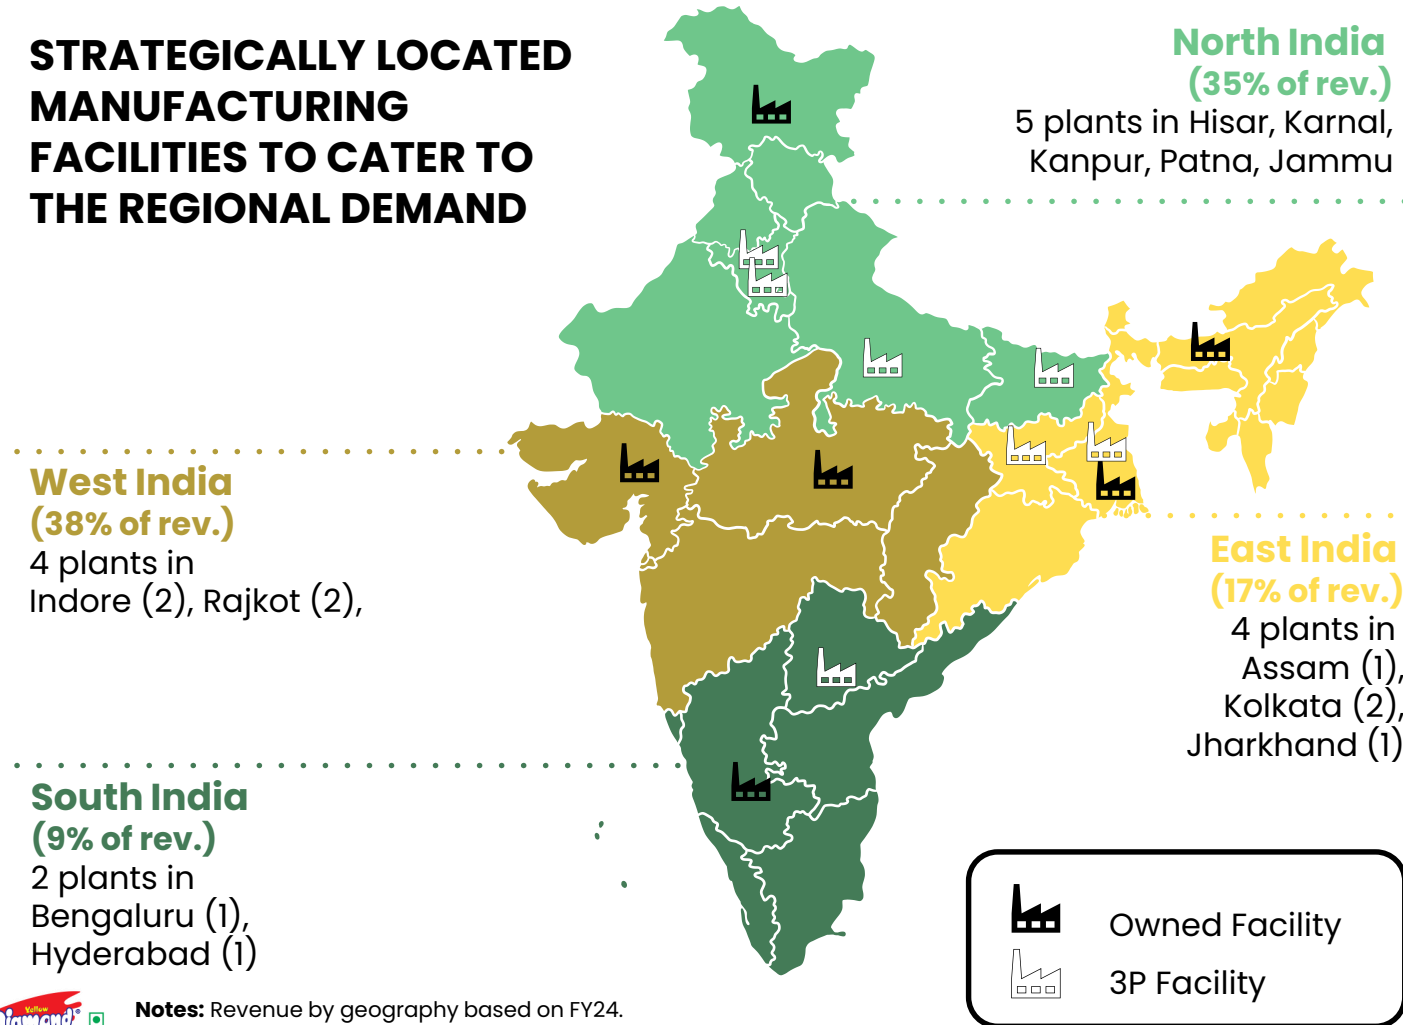 STRATEGICALLY LOCATED
MANUFACTURING
FACILITIES TO CATER TO
THE REGIONAL DEMAND
North India
(35% of rev.)
5 plants in Hisar, Karnal,
Kanpur, Patna, Jammu
West India
(38% of rev.)
4 plants in
Indore (2), Rajkot (2),
East India
(17% of rev.)
4 plants in
Assam (1),
Kolkata (2),
Jharkhand (1)
South India
(9% of rev.)
2 plants in
Bengaluru (1),
Hyderabad (1)
Owned Facility
3P Facility
Yellow
Diamond
Notes: Revenue by geography based on FY24.